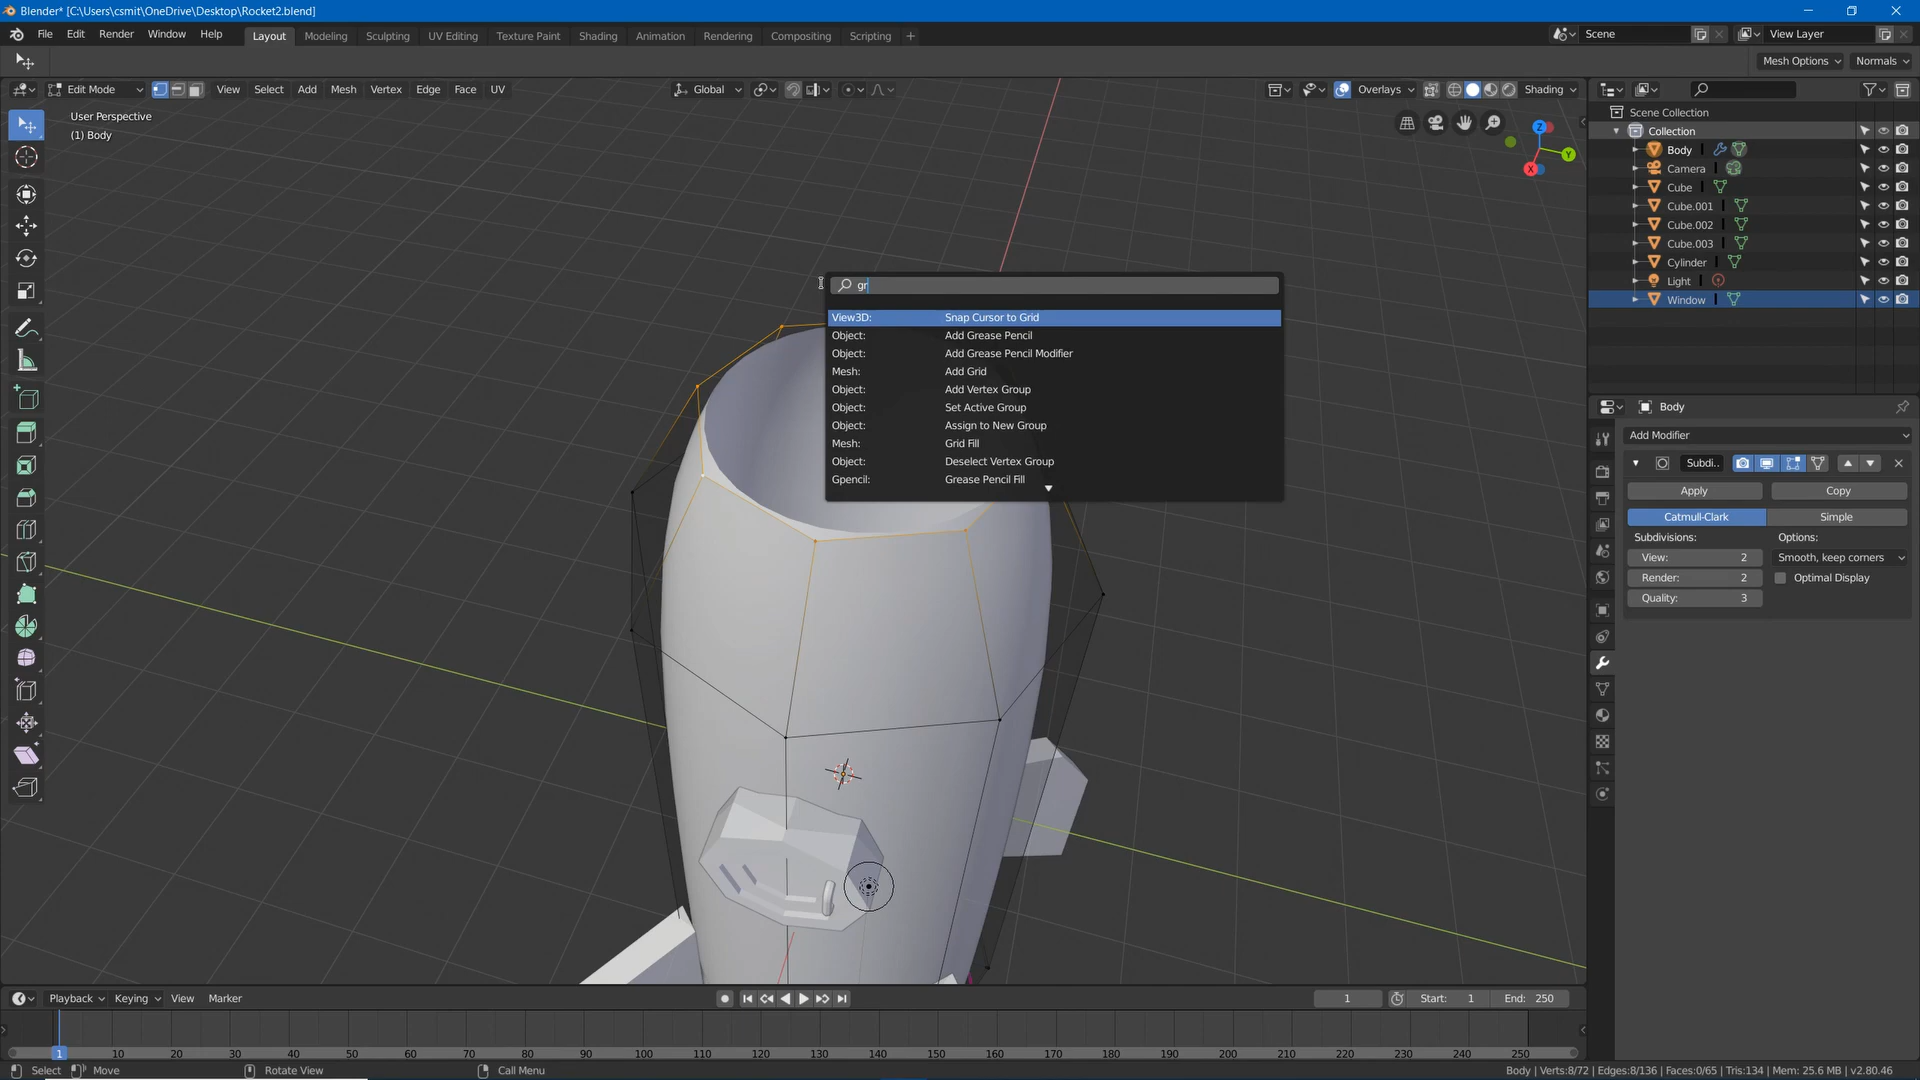 Blender* [C:\Users\csmit\OneDrive\Desktop\Rocket2.blend]
File Edit Render Window Help Layout Modeling Sculpting UV Editing Texture Paint Shading Animation Rendering Compositing Scripting Scene View Layer
Mesh Options Normals
Edit Mode View Select Add Mesh Vertex Edge Face UV Global Overlays Shading
User Perspective
(1) Body
Z
Y
X
gr
View3D: Snap Cursor to Grid
Object: Add Grease Pencil
Object: Add Grease Pencil Modifier
Mesh: Add Grid
Object: Add Vertex Group
Object: Set Active Group
Object: Assign to New Group
Mesh: Grid Fill
Object: Deselect Vertex Group
Gpencil: Grease Pencil Fill
Scene Collection
Collection
Body
Camera
Cube
Cube.001
Cube.002
Cube.003
Cylinder
Light
Window
Body
Add Modifier
Subdi..
Apply Copy
Catmull-Clark Simple
Subdivisions: Options:
View: 2 Smooth, keep corners
Render: 2 Optimal Display
Quality: 3
Playback Keying View Marker 1 Start: 1 End: 250
1 10 20 30 40 50 60 70 80 90 100 110 120 130 140 150 160 170 180 190 200 210 220 230 240 250
Select Move Rotate View Call Menu Body | Verts:8/72 | Edges:8/136 | Faces:0/65 | Tris:134 | Mem: 25.6 MB | v2.80.46